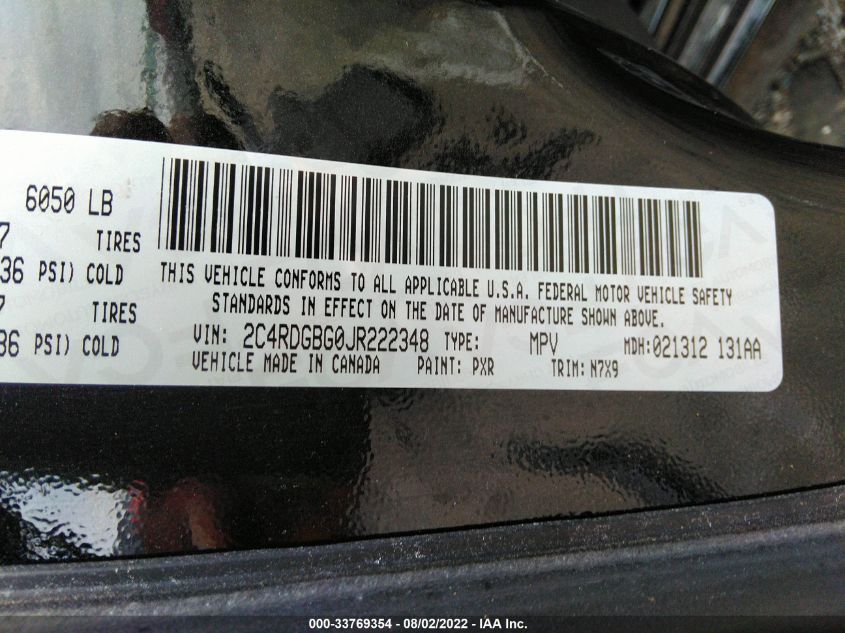 6050 LB
7 TIRES
36 PSI) COLD
7 TIRES
36 PSI) COLD
THIS VEHICLE CONFORMS TO ALL APPLICABLE U.S.A. FEDERAL MOTOR VEHICLE SAFETY
STANDARDS IN EFFECT ON THE DATE OF MANUFACTURE SHOWN ABOVE.
VIN: 2C4RDGBG0JR222348 TYPE: MPV MDH:021312 131AA
VEHICLE MADE IN CANADA PAINT: PXR TRIM: N7X9
000-33769354 - 08/02/2022 - IAA Inc.